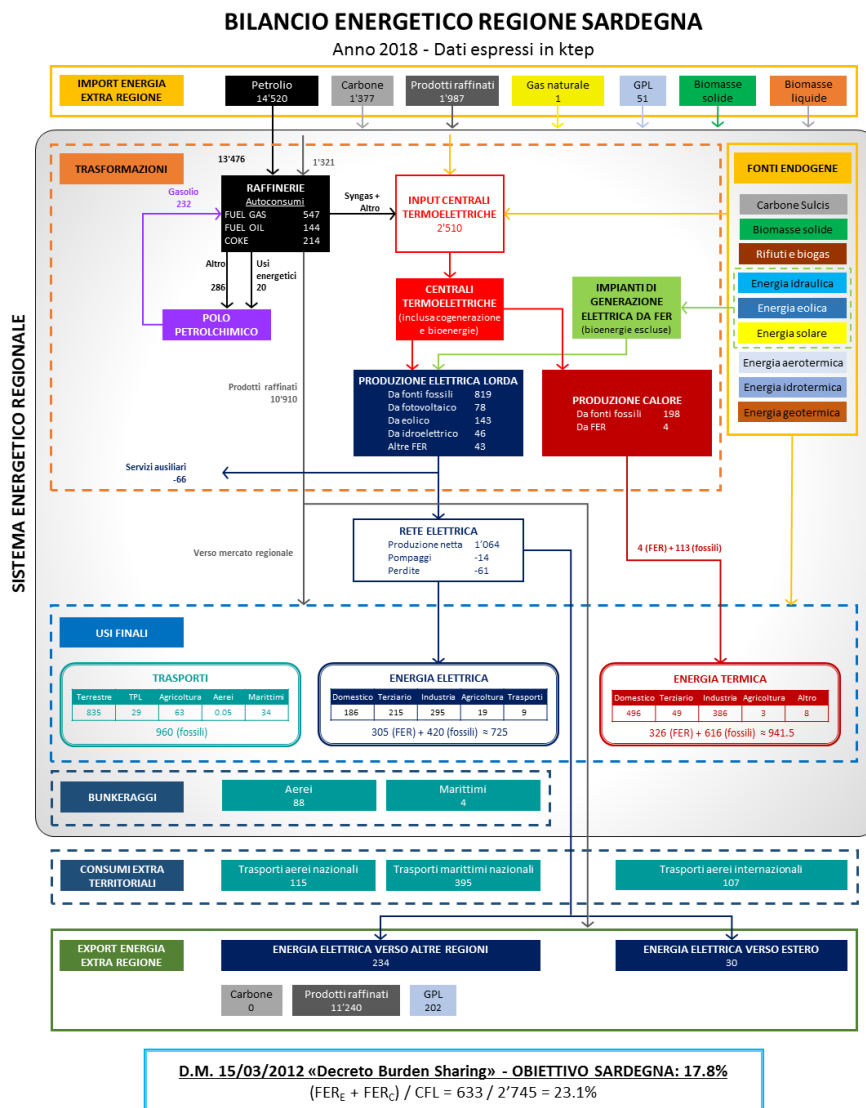 BILANCIO ENERGETICO REGIONE SARDEGNA
Anno 2018 - Dati espressi in ktep
IMPORT ENERGIA
EXTRA REGIONE
Petrolio
14'520
Carbone
1'377
Prodotti raffinati
1'987
Gas naturale
1
GPL
51
Biomasse
solide
Biomasse
liquide
SISTEMA ENERGETICO REGIONALE
TRASFORMAZIONI
13'476
1'321
Gasolio
232
RAFFINERIE
Autoconsumi
FUEL GAS 547
FUEL OIL 144
COKE 214
Syngas +
Altro
INPUT CENTRALI
TERMOELETTRICHE
2'510
FONTI ENDOGENE
Carbone Sulcis
Biomasse solide
Rifiuti e biogas
Energia idraulica
Energia eolica
Energia solare
Energia aerotermica
Energia idrotermica
Energia geotermica
Altro
286
Usi
energetici
20
POLO
PETROLCHIMICO
CENTRALI
TERMOELETTRICHE
(inclusa cogenerazione
e bioenergie)
IMPIANTI DI
GENERAZIONE
ELETTRICA DA FER
(bioenergie escluse)
Prodotti raffinati
10'910
PRODUZIONE ELETTRICA LORDA
Da fonti fossili 819
Da fotovoltaico 78
Da eolico 143
Da idroelettrico 46
Altre FER 43
PRODUZIONE CALORE
Da fonti fossili 198
Da FER 4
Servizi ausiliari
-66
Verso mercato regionale
RETE ELETTRICA
Produzione netta 1'064
Pompaggi -14
Perdite -61
4 (FER) + 113 (fossili)
USI FINALI
TRASPORTI
Terrestre TPL Agricoltura Aerei Marittimi
835 29 63 0.05 34
960 (fossili)
ENERGIA ELETTRICA
Domestico Terziario Industria Agricoltura Trasporti
186 215 295 19 9
305 (FER) + 420 (fossili) ≈ 725
ENERGIA TERMICA
Domestico Terziario Industria Agricoltura Altro
496 49 386 3 8
326 (FER) + 616 (fossili) ≈ 941.5
BUNKERAGGI
Aerei
88
Marittimi
4
CONSUMI EXTRA
TERRITORIALI
Trasporti aerei nazionali
115
Trasporti marittimi nazionali
395
Trasporti aerei internazionali
107
EXPORT ENERGIA
EXTRA REGIONE
ENERGIA ELETTRICA VERSO ALTRE REGIONI
234
ENERGIA ELETTRICA VERSO ESTERO
30
Carbone
0
Prodotti raffinati
11'240
GPL
202
D.M. 15/03/2012 «Decreto Burden Sharing» - OBIETTIVO SARDEGNA: 17.8%
(FERE + FERC) / CFL = 633 / 2'745 = 23.1%